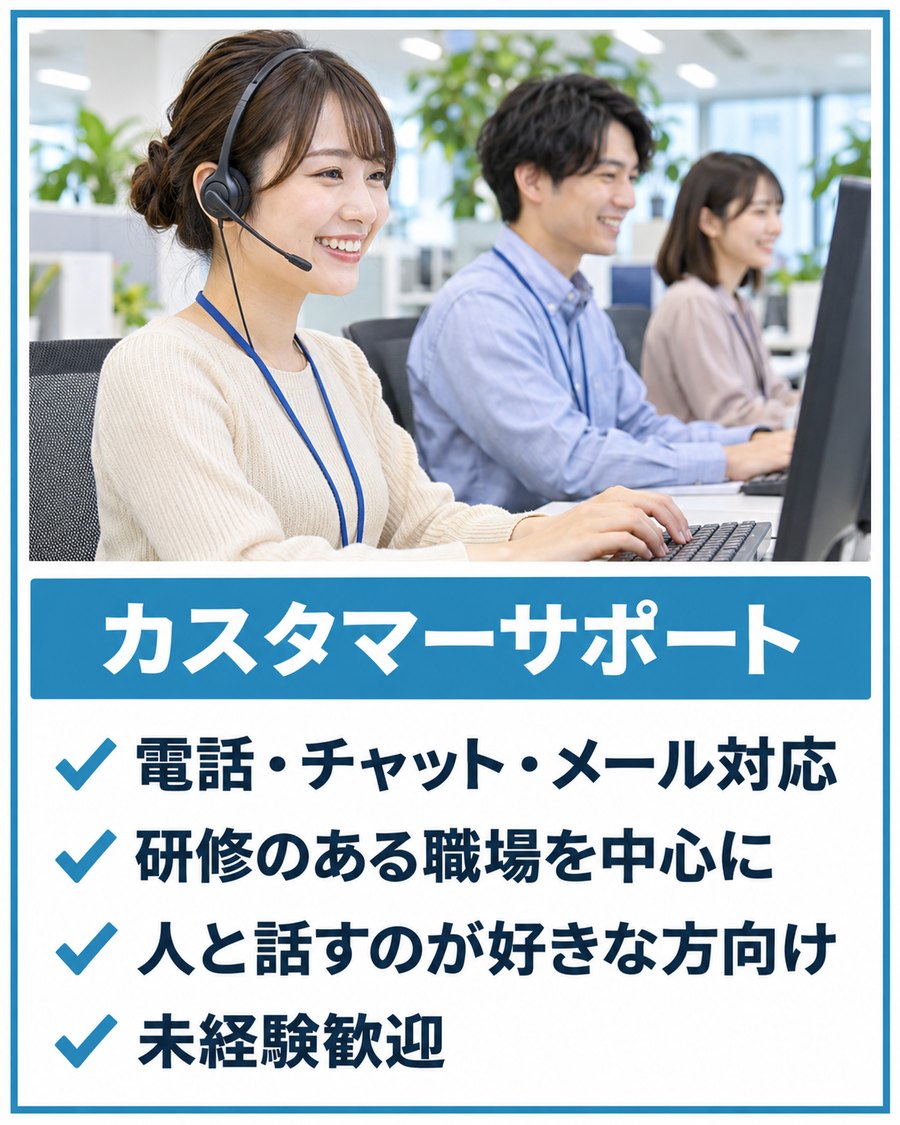 カスタマーサポート
電話・チャット・メール対応
研修のある職場を中心に
人と話すのが好きな方向け
未経験歓迎